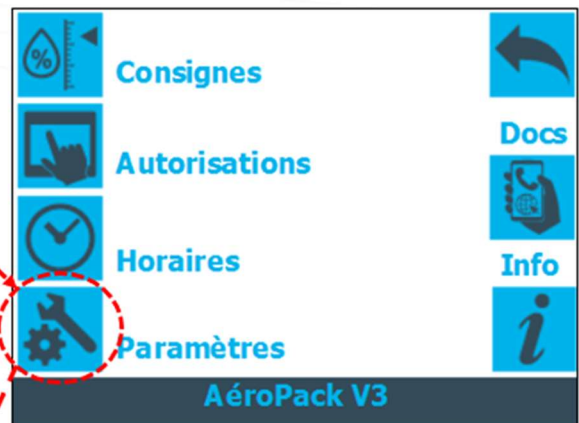 %
Consignes
Docs
Autorisations
Horaires
Info
Paramètres
i
AéroPack V3